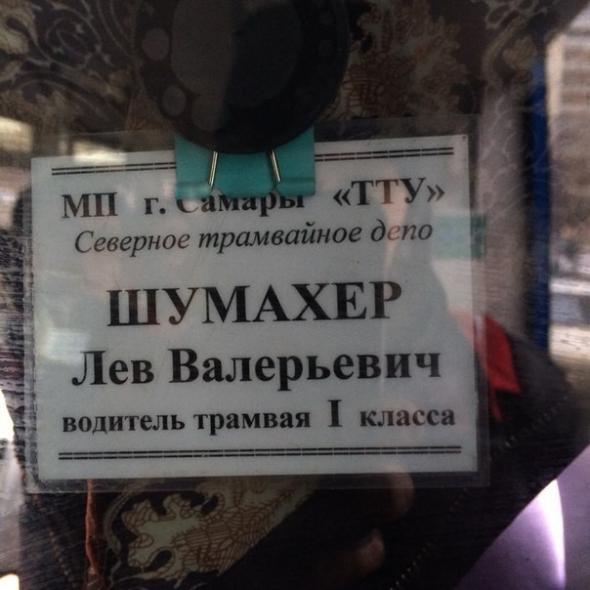 МП г. Самары «ТТУ»
Северное трамвайное депо
ШУМАХЕР
Лев Валерьевич
водитель трамвая I класса